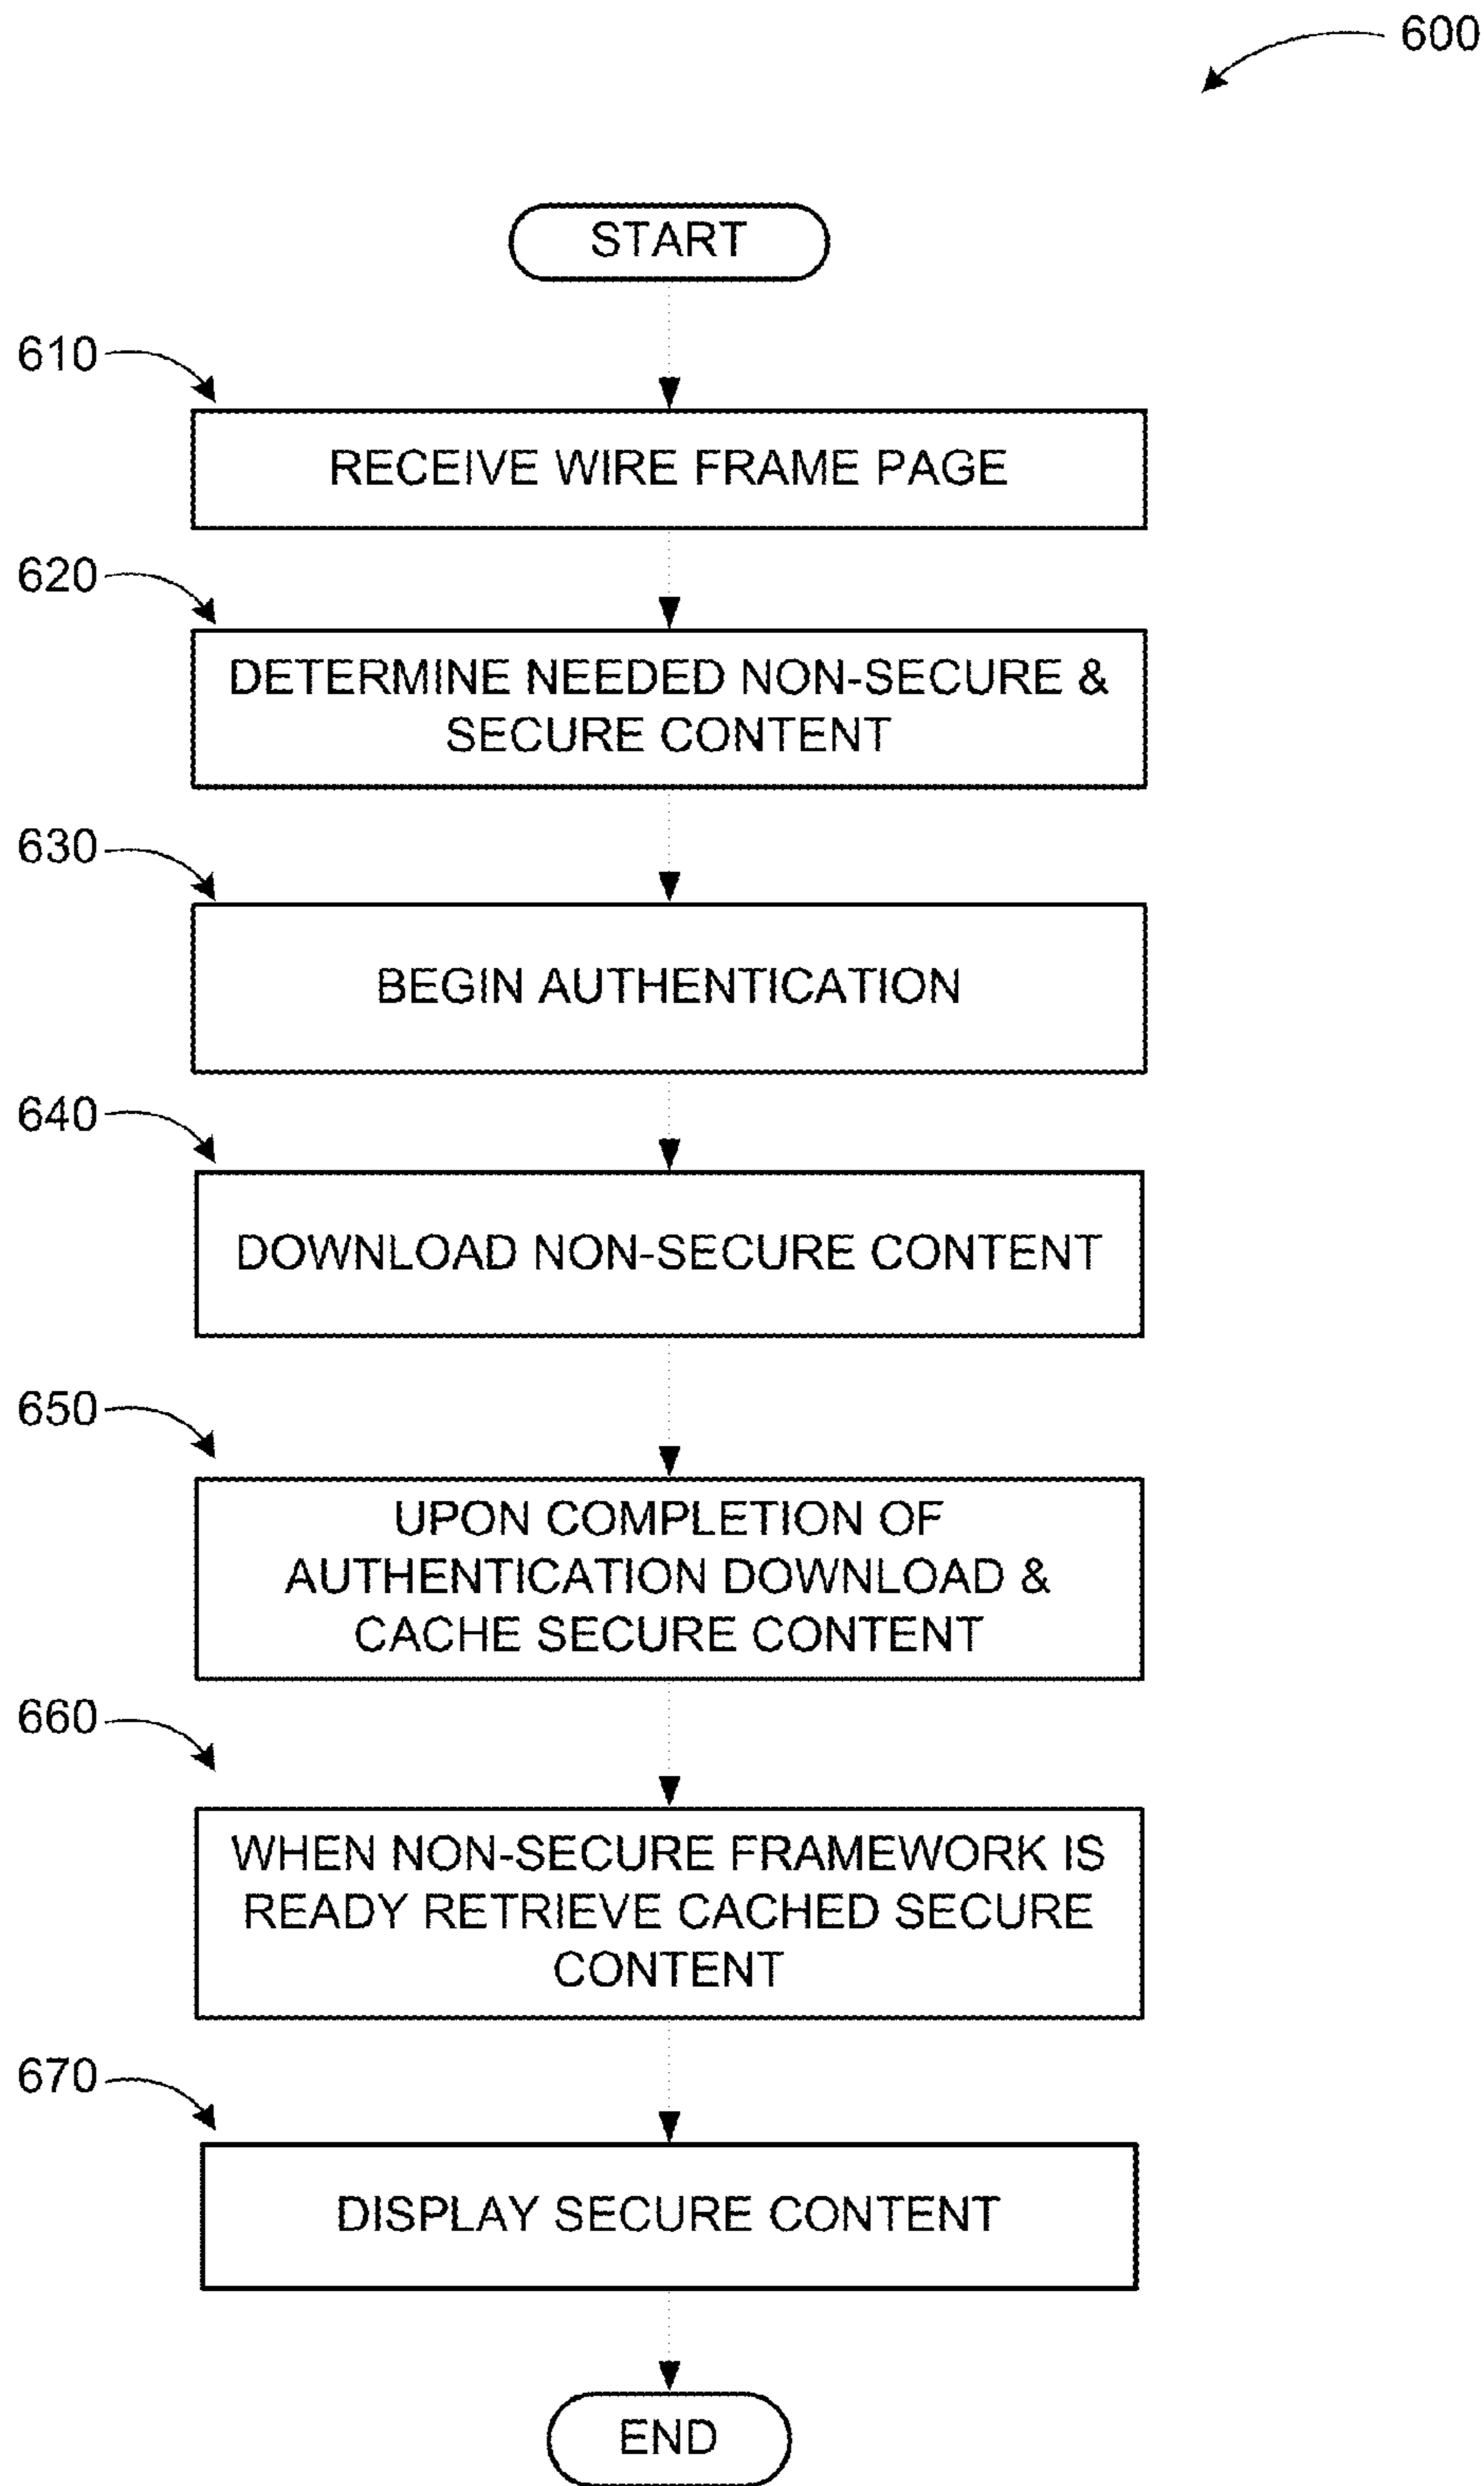 600
START
610
RECEIVE WIRE FRAME PAGE
620
DETERMINE NEEDED NON-SECURE &
SECURE CONTENT
630
BEGIN AUTHENTICATION
640
DOWNLOAD NON-SECURE CONTENT
650
UPON COMPLETION OF
AUTHENTICATION DOWNLOAD &
CACHE SECURE CONTENT
660
WHEN NON-SECURE FRAMEWORK IS
READY RETRIEVE CACHED SECURE
CONTENT
670
DISPLAY SECURE CONTENT
END